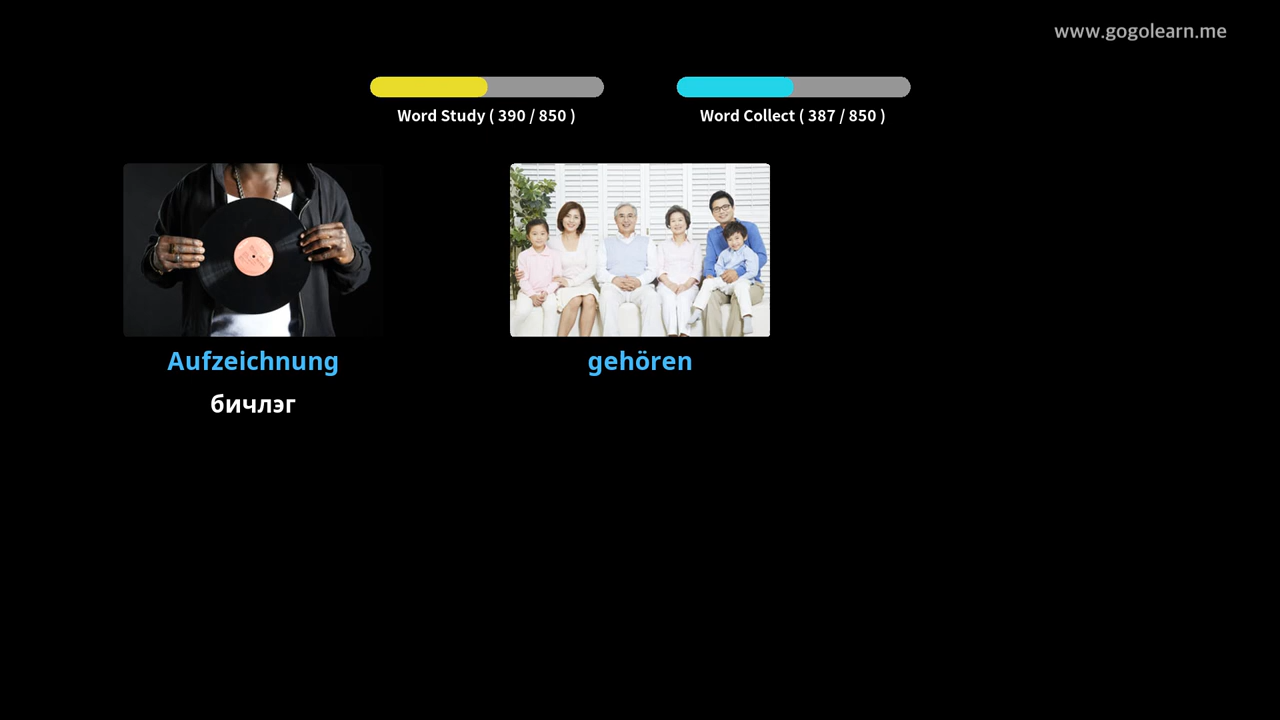 www.gogolearn.me
Word Study ( 390 / 850 )
Word Collect ( 387 / 850 )
Aufzeichnung
gehören
бичлэг